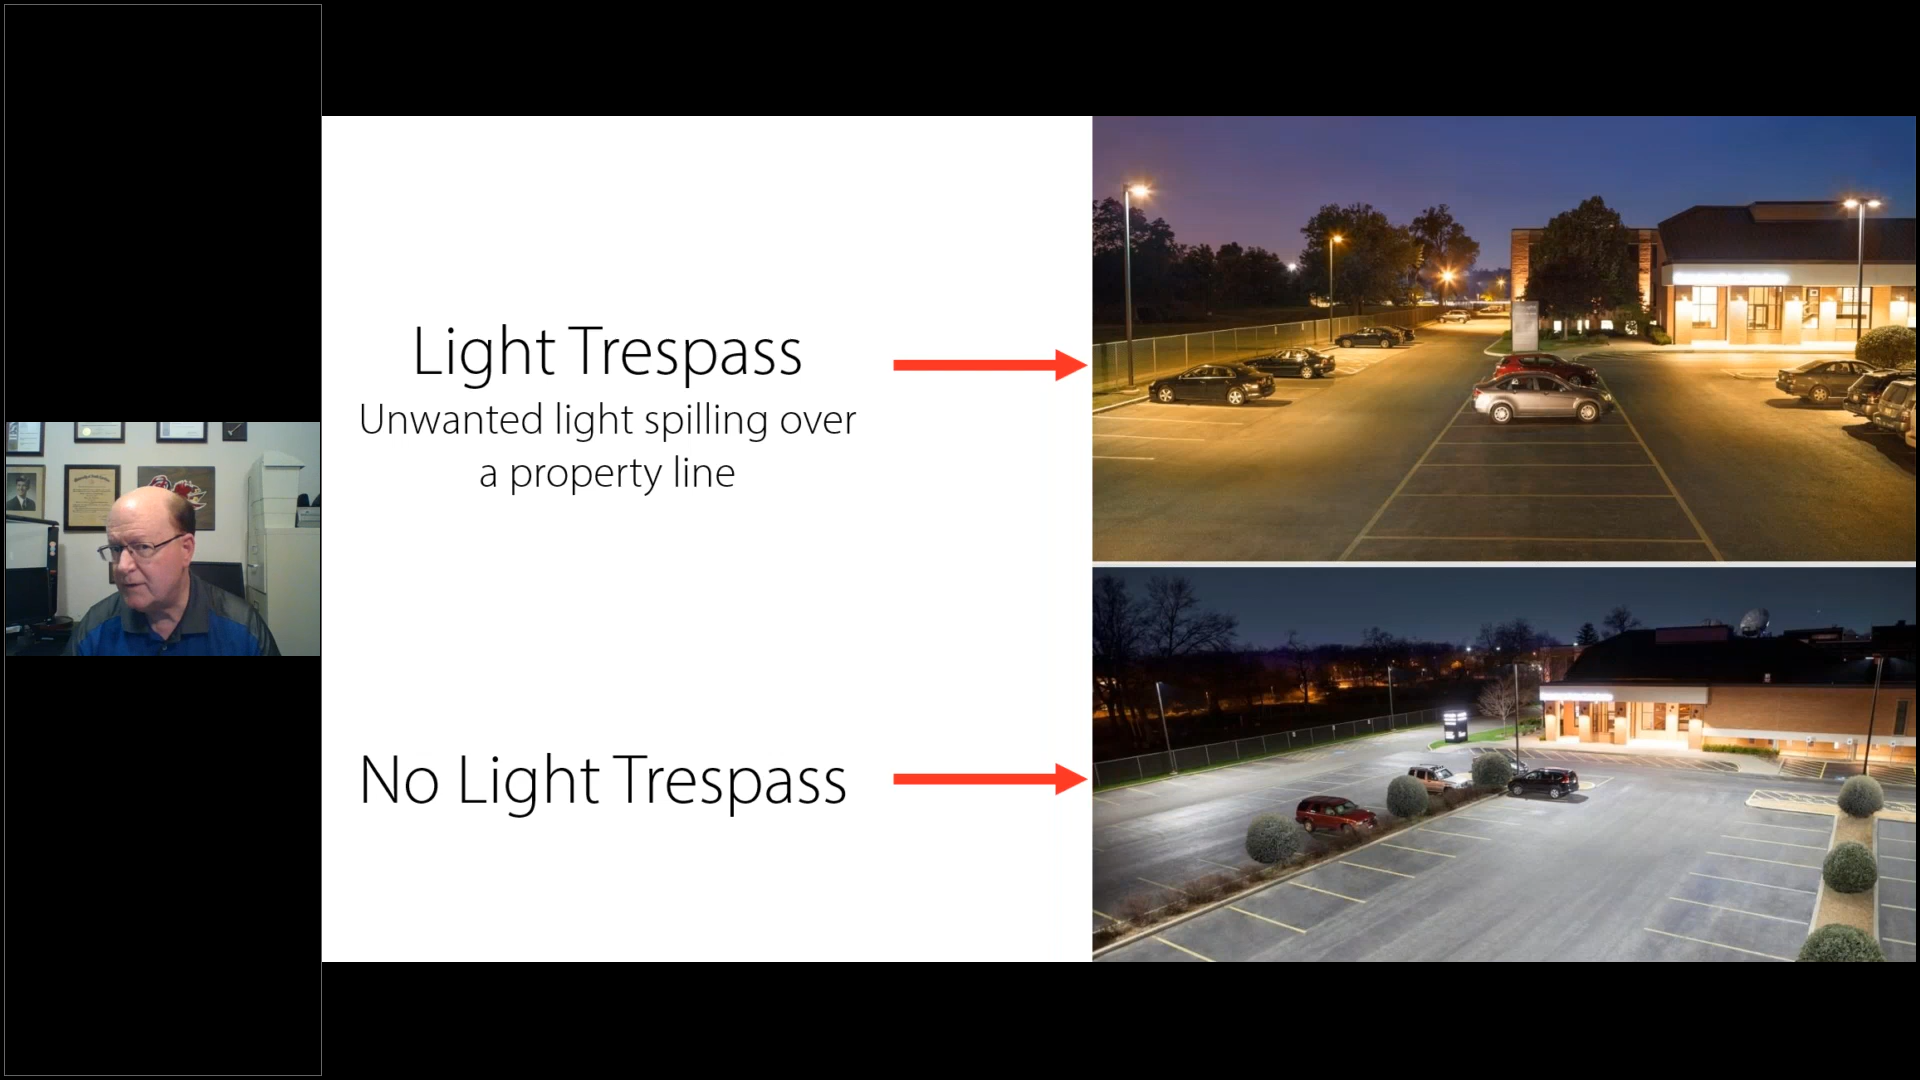 Light Trespass
Unwanted light spilling over
a property line
No Light Trespass